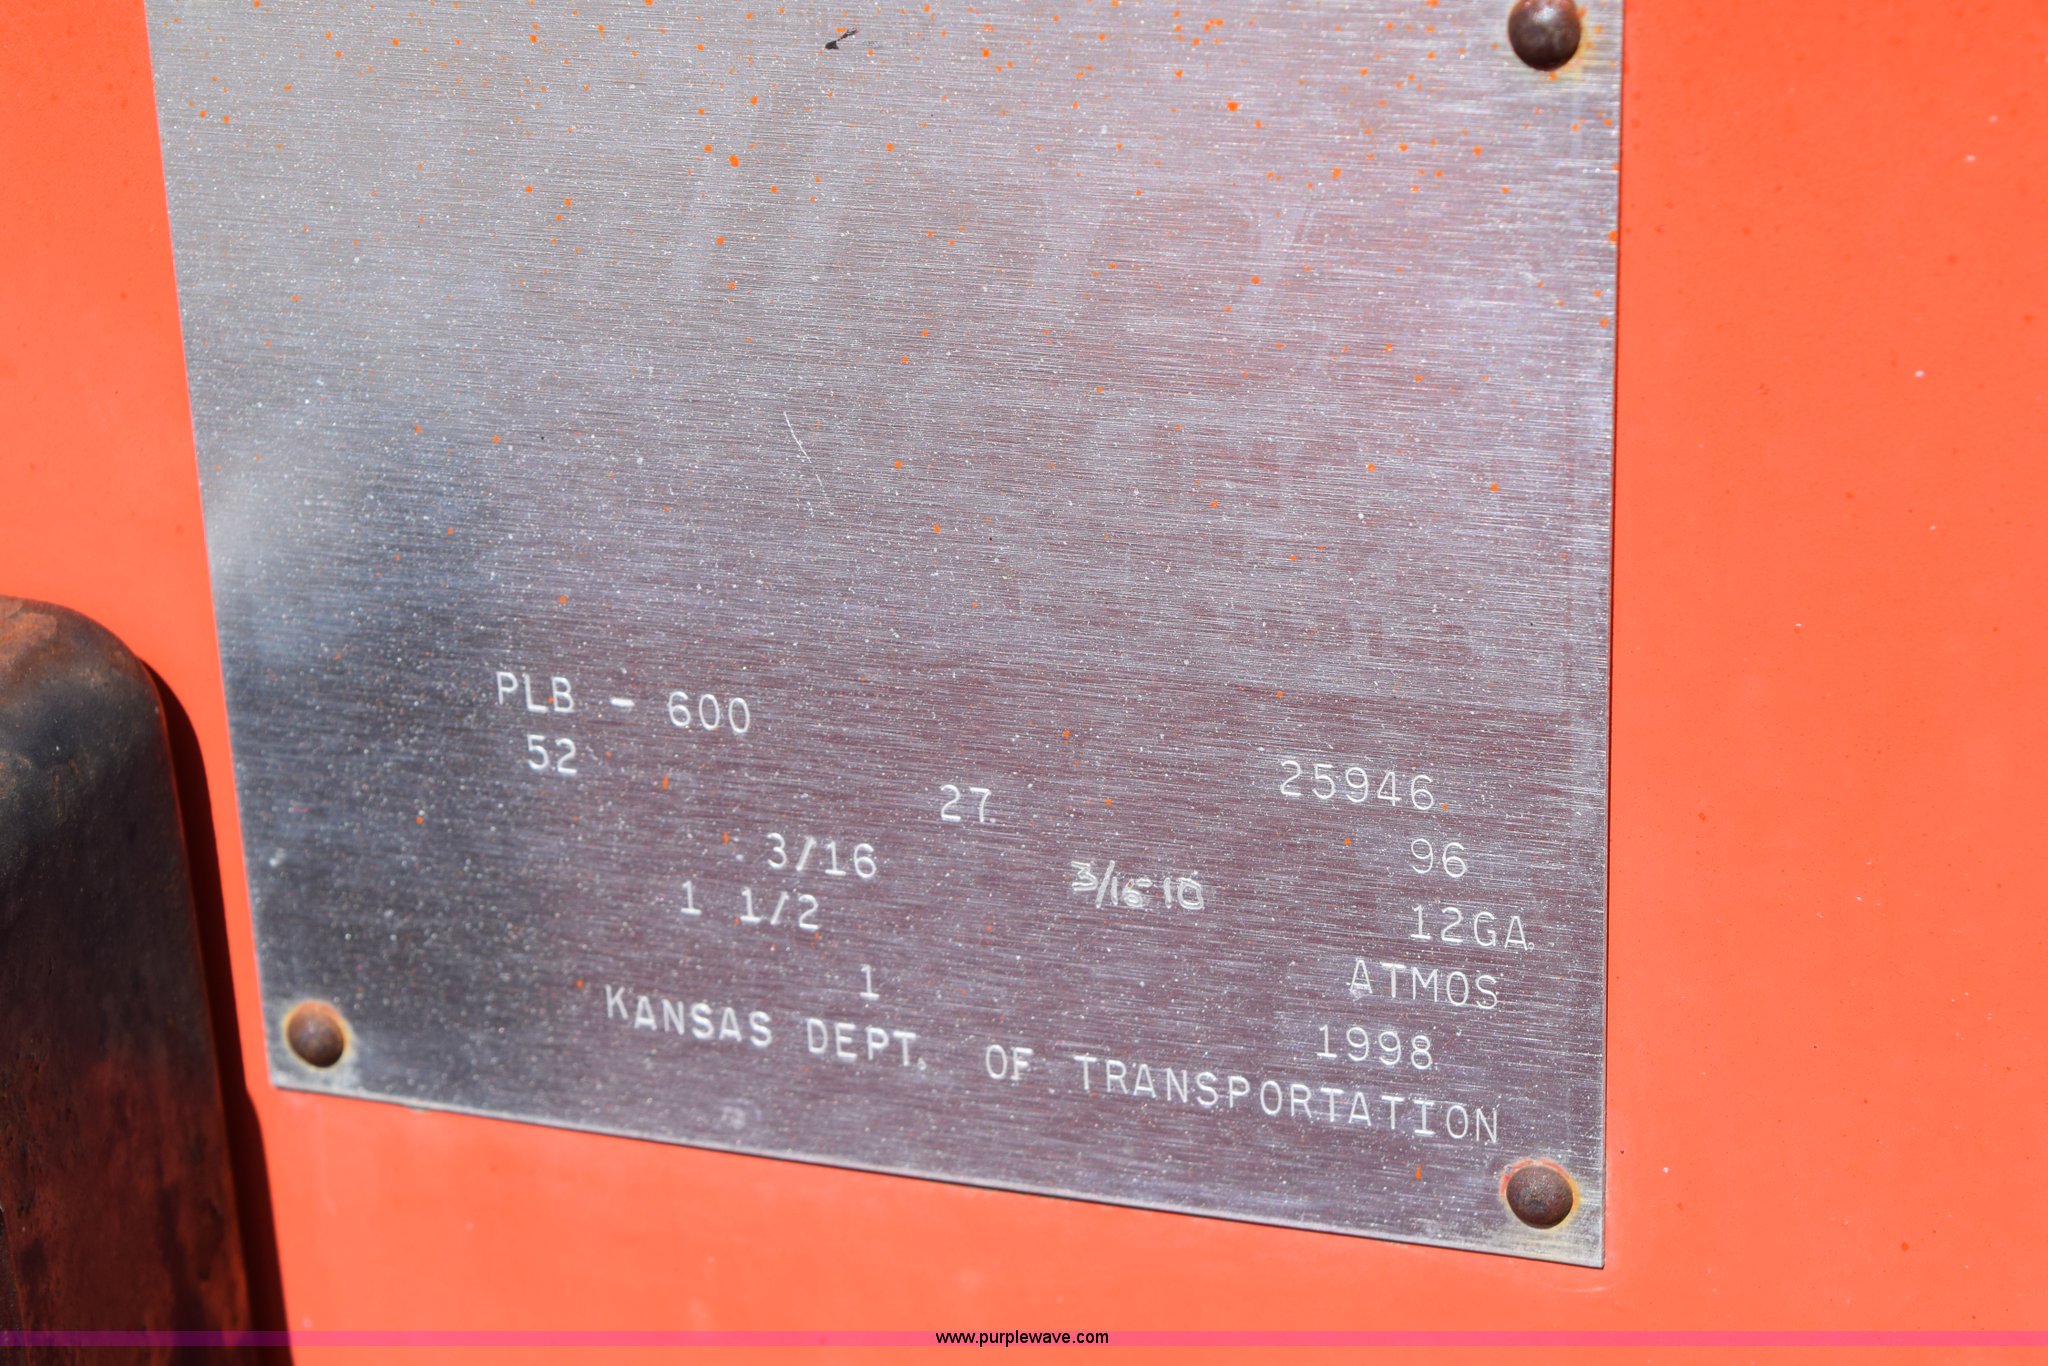 PLB - 600
52 25946
27 96
3/16 3/16 10 12GA.
1 1/2 ATMOS
1 1998
KANSAS DEPT. OF TRANSPORTATION
www.purplewave.com